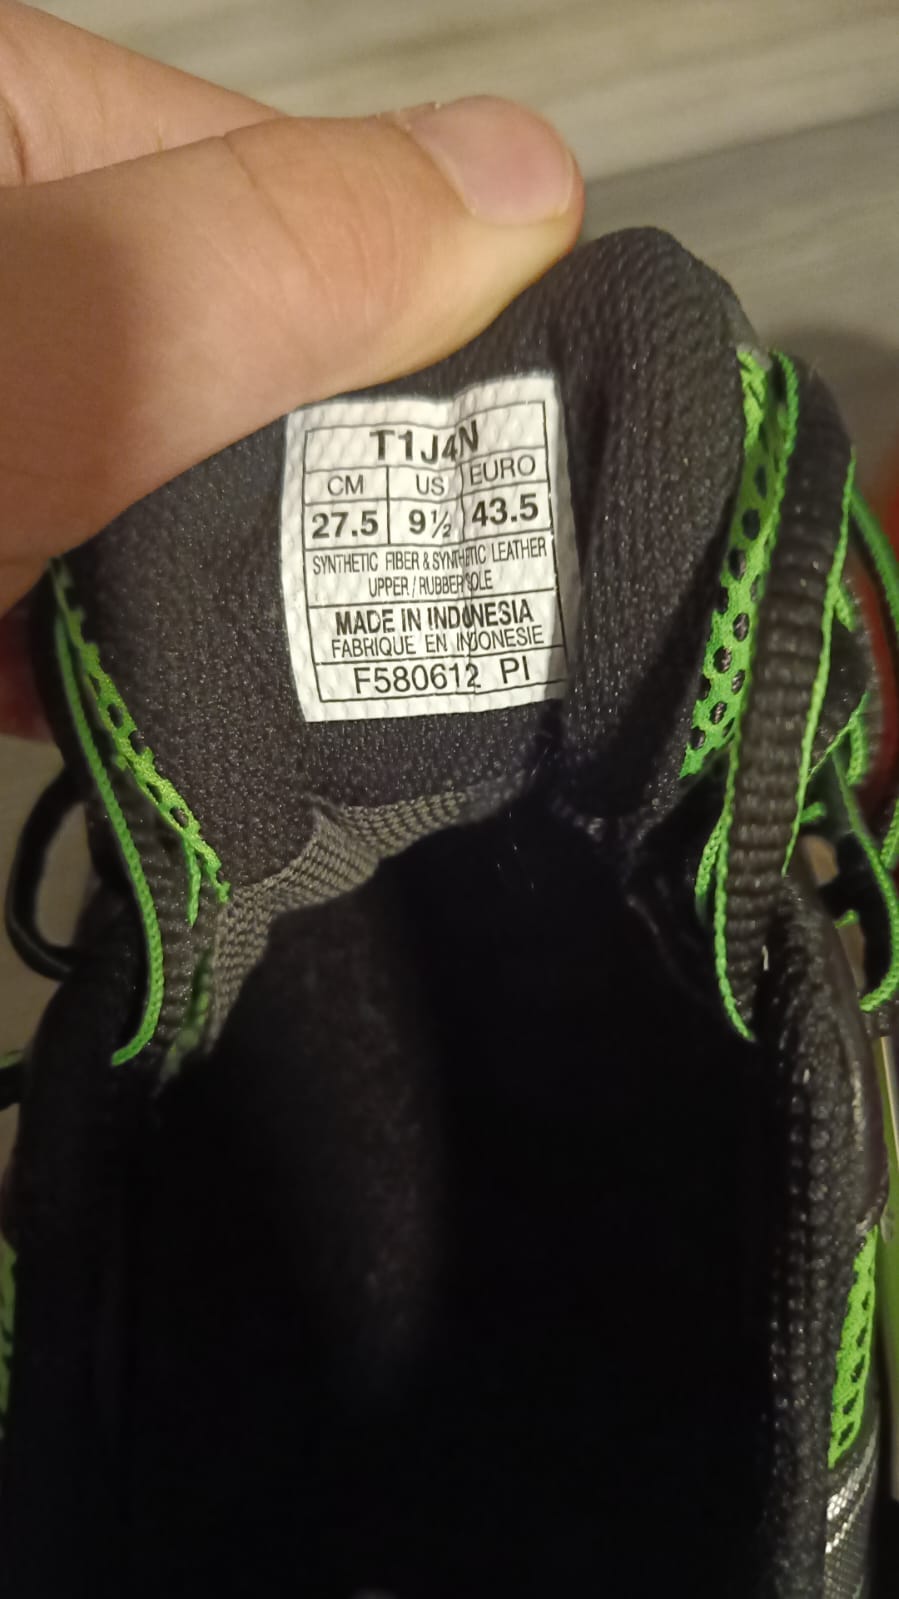 T1J4N
CM US EURO
27.5 9½ 43.5
SYNTHETIC FIBER & SYNTHETIC LEATHER
UPPER / RUBBER SOLE
MADE IN INDONESIA
FABRIQUE EN INDONESIE
F580612 PI